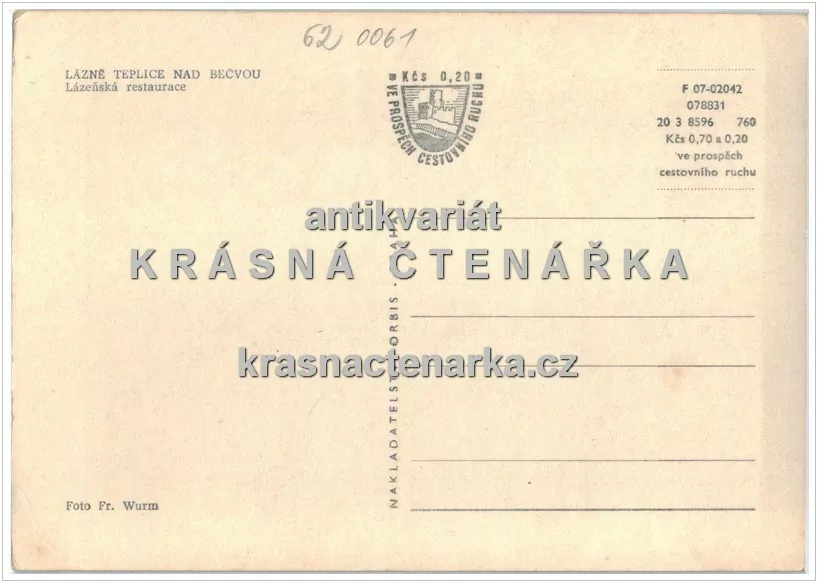 62 0061
LÁZNĚ TEPLICE NAD BEČVOU
Lázeňská restaurace
Kčs 0,20
VE PROSPĚCH CESTOVNÍHO RUCHU
F 07-02042
078831
20 3 8596 760
Kčs 0,70 a 0,20
ve prospěch
cestovního ruchu
antikvariát
KRÁSNÁ ČTENÁŘKA
krasnactenarka.cz
NAKLADATELST ORBIS · AHA
Foto Fr. Wurm